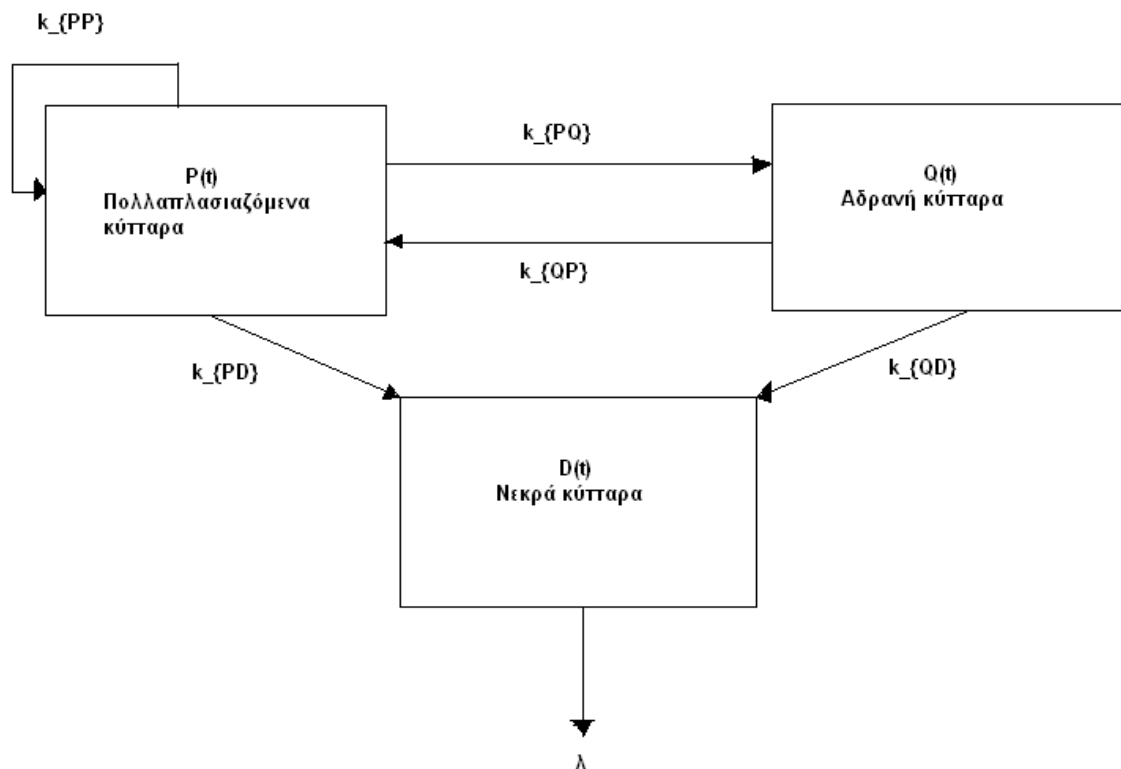 k_{PP}
k_{PQ}
P(t)
Πολλαπλασιαζόμενα
κύτταρα
Q(t)
Αδρανή κύτταρα
k_{QP}
k_{PD}
k_{QD}
D(t)
Νεκρά κύτταρα
λ